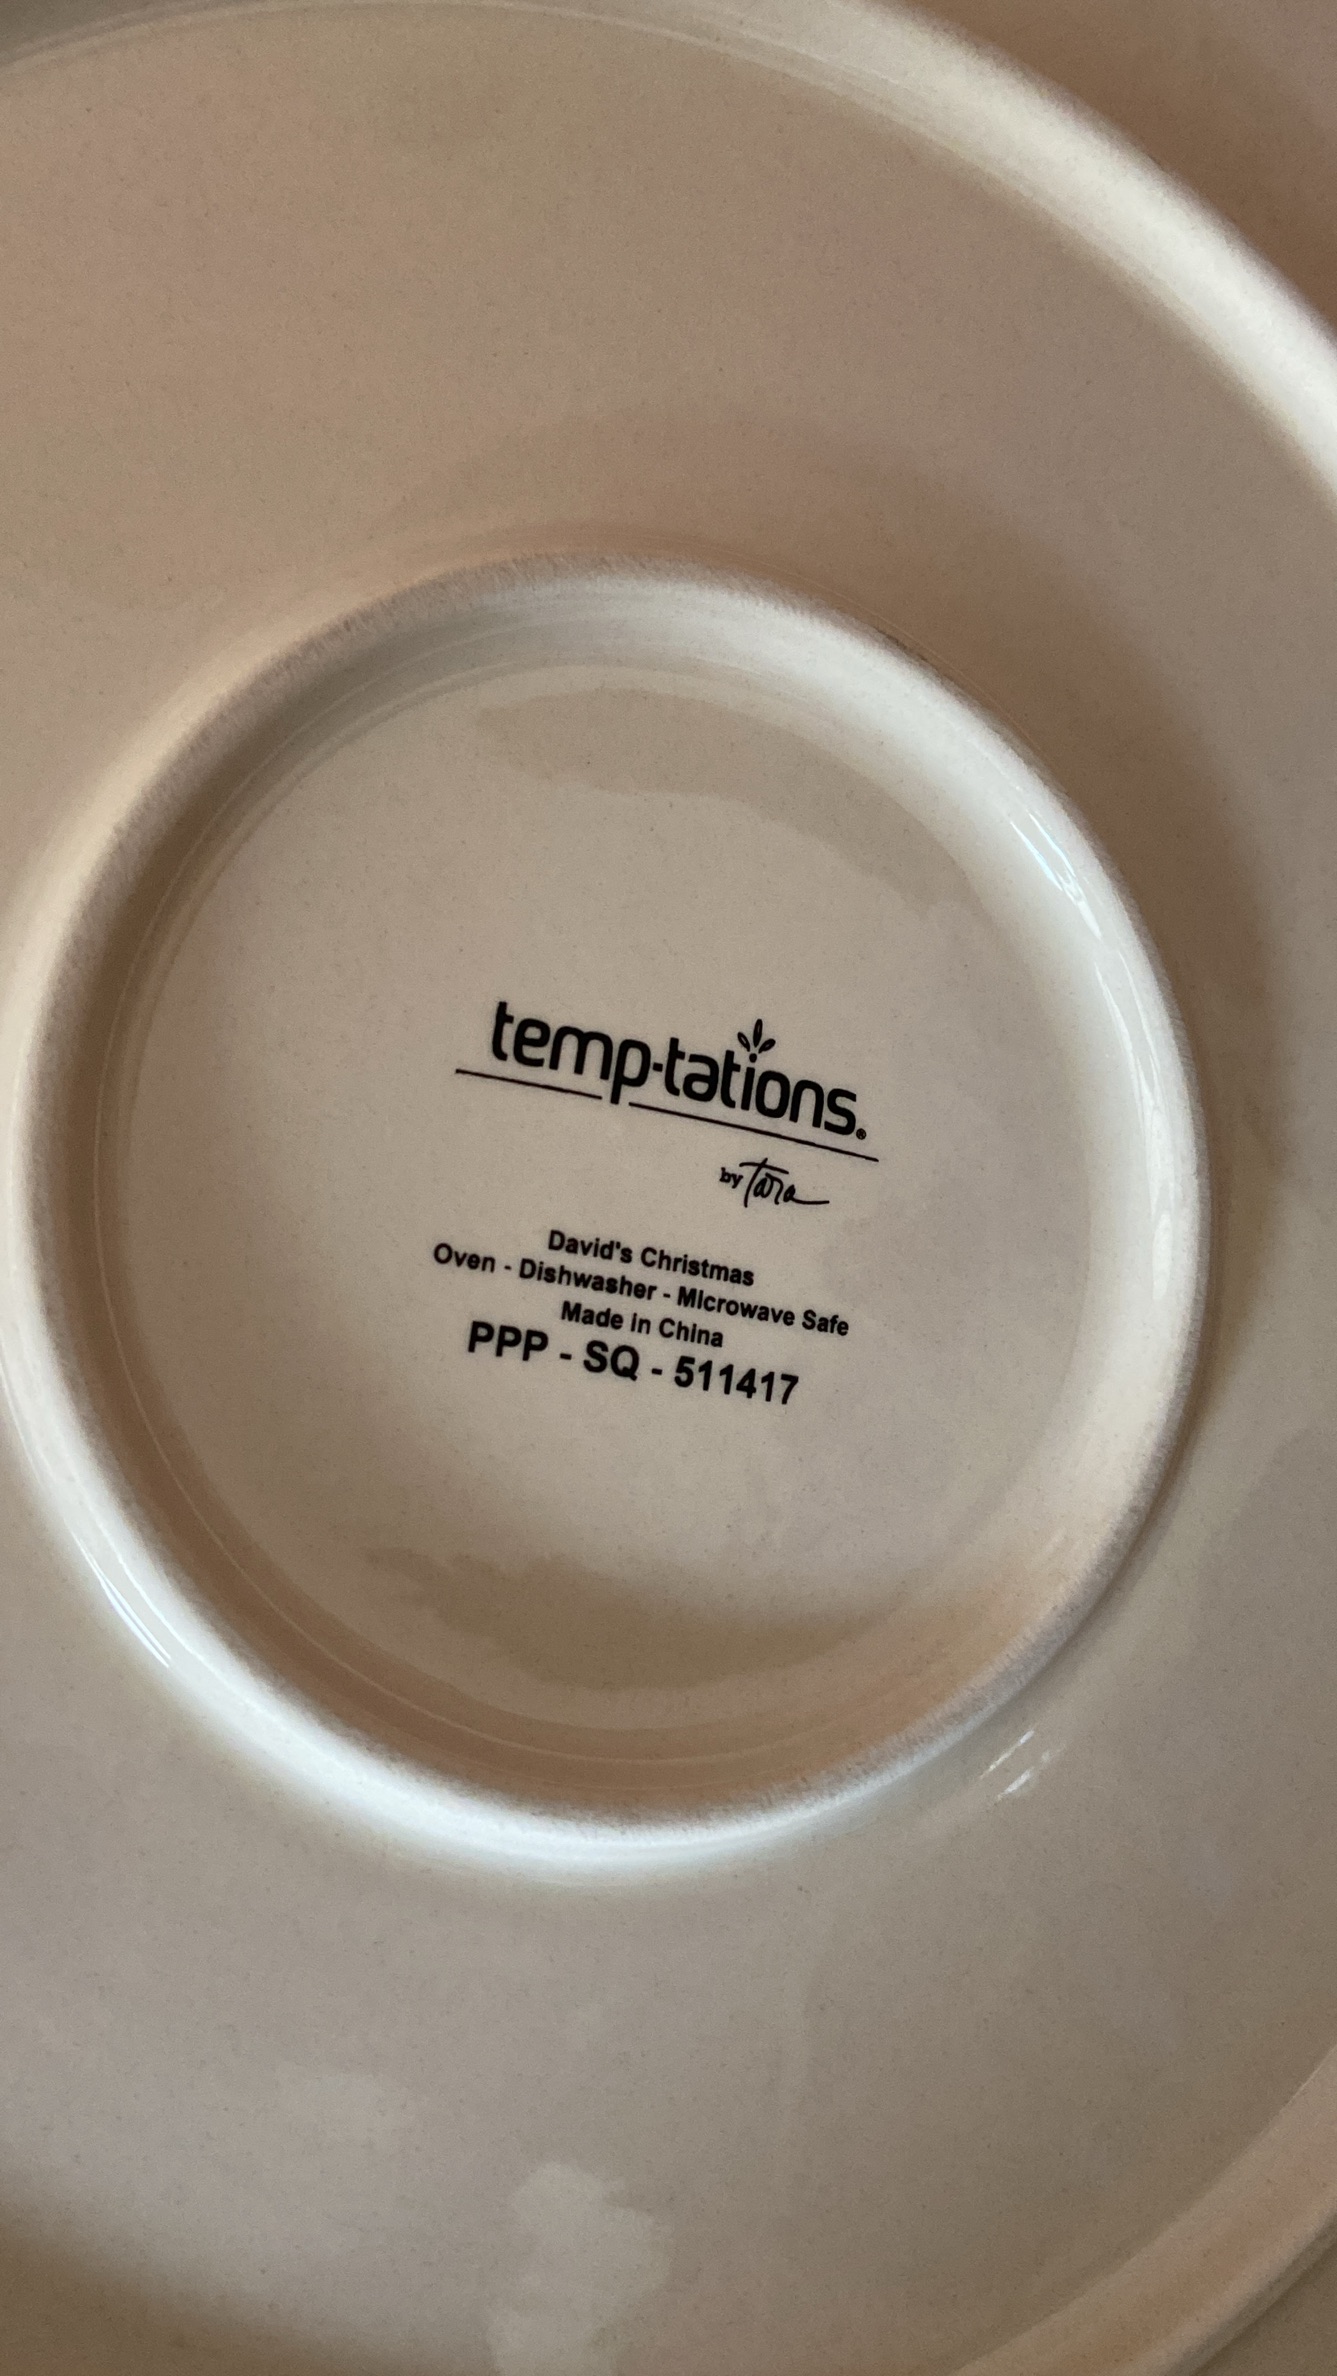 temp-tations®
by Tara
David's Christmas
Oven - Dishwasher - Microwave Safe
Made in China
PPP - SQ - 511417